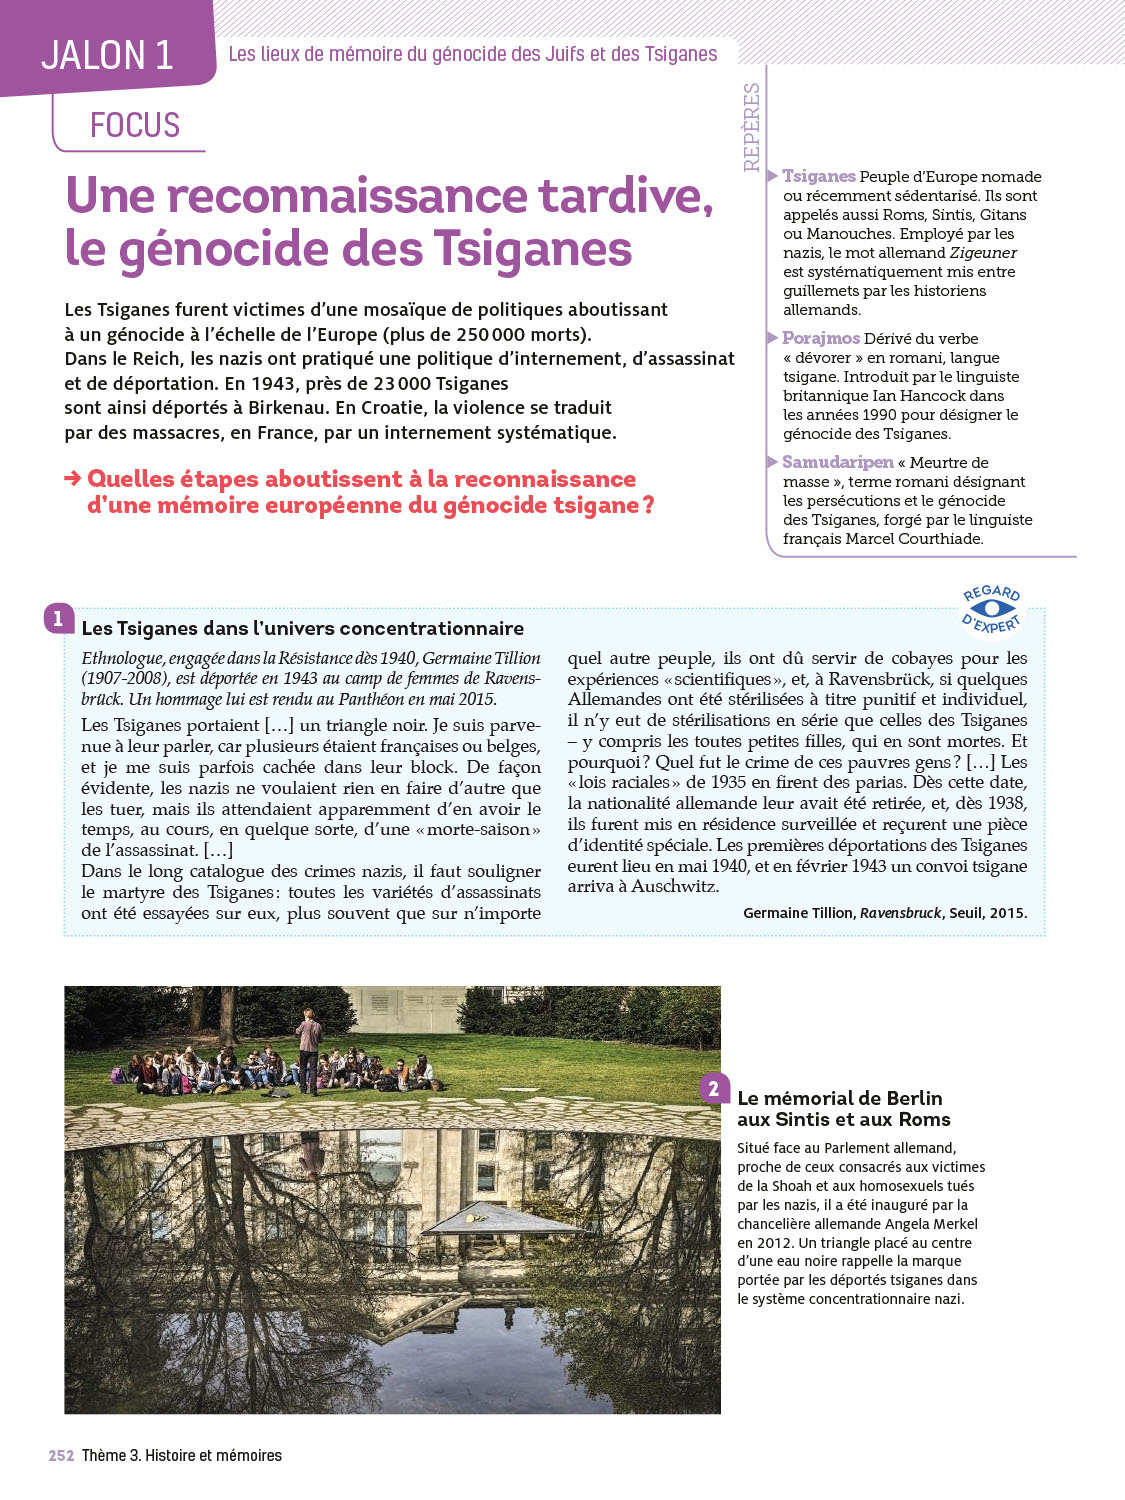 JALON 1
Les lieux de mémoire du génocide des Juifs et des Tsiganes
FOCUS
Une reconnaissance tardive,
le génocide des Tsiganes
Les Tsiganes furent victimes d’une mosaïque de politiques aboutissant
à un génocide à l’échelle de l’Europe (plus de 250 000 morts).
Dans le Reich, les nazis ont pratiqué une politique d’internement, d’assassinat
et de déportation. En 1943, près de 23 000 Tsiganes
sont ainsi déportés à Birkenau. En Croatie, la violence se traduit
par des massacres, en France, par un internement systématique.
→ Quelles étapes aboutissent à la reconnaissance
d’une mémoire européenne du génocide tsigane ?
REPÈRES
Tsiganes Peuple d’Europe nomade
ou récemment sédentarisé. Ils sont
appelés aussi Roms, Sintis, Gitans
ou Manouches. Employé par les
nazis, le mot allemand Zigeuner
est systématiquement mis entre
guillemets par les historiens
allemands.
Porajmos Dérivé du verbe
« dévorer » en romani, langue
tsigane. Introduit par le linguiste
britannique Ian Hancock dans
les années 1990 pour désigner le
génocide des Tsiganes.
Samudaripen « Meurtre de
masse », terme romani désignant
les persécutions et le génocide
des Tsiganes, forgé par le linguiste
français Marcel Courthiade.
REGARD
D’EXPERT
1
Les Tsiganes dans l’univers concentrationnaire
Ethnologue, engagée dans la Résistance dès 1940, Germaine Tillion
(1907-2008), est déportée en 1943 au camp de femmes de Ravens-
brück. Un hommage lui est rendu au Panthéon en mai 2015.
Les Tsiganes portaient […] un triangle noir. Je suis parve-
nue à leur parler, car plusieurs étaient françaises ou belges,
et je me suis parfois cachée dans leur block. De façon
évidente, les nazis ne voulaient rien en faire d’autre que
les tuer, mais ils attendaient apparemment d’en avoir le
temps, au cours, en quelque sorte, d’une « morte-saison »
de l’assassinat. […]
Dans le long catalogue des crimes nazis, il faut souligner
le martyre des Tsiganes : toutes les variétés d’assassinats
ont été essayées sur eux, plus souvent que sur n’importe
quel autre peuple, ils ont dû servir de cobayes pour les
expériences « scientifiques », et, à Ravensbrück, si quelques
Allemandes ont été stérilisées à titre punitif et individuel,
il n’y eut de stérilisations en série que celles des Tsiganes
– y compris les toutes petites filles, qui en sont mortes. Et
pourquoi ? Quel fut le crime de ces pauvres gens ? […] Les
« lois raciales » de 1935 en firent des parias. Dès cette date,
la nationalité allemande leur avait été retirée, et, dès 1938,
ils furent mis en résidence surveillée et reçurent une pièce
d’identité spéciale. Les premières déportations des Tsiganes
eurent lieu en mai 1940, et en février 1943 un convoi tsigane
arriva à Auschwitz.
Germaine Tillion, Ravensbruck, Seuil, 2015.
2
Le mémorial de Berlin
aux Sintis et aux Roms
Situé face au Parlement allemand,
proche de ceux consacrés aux victimes
de la Shoah et aux homosexuels tués
par les nazis, il a été inauguré par la
chancelière allemande Angela Merkel
en 2012. Un triangle placé au centre
d’une eau noire rappelle la marque
portée par les déportés tsiganes dans
le système concentrationnaire nazi.
252 Thème 3. Histoire et mémoires